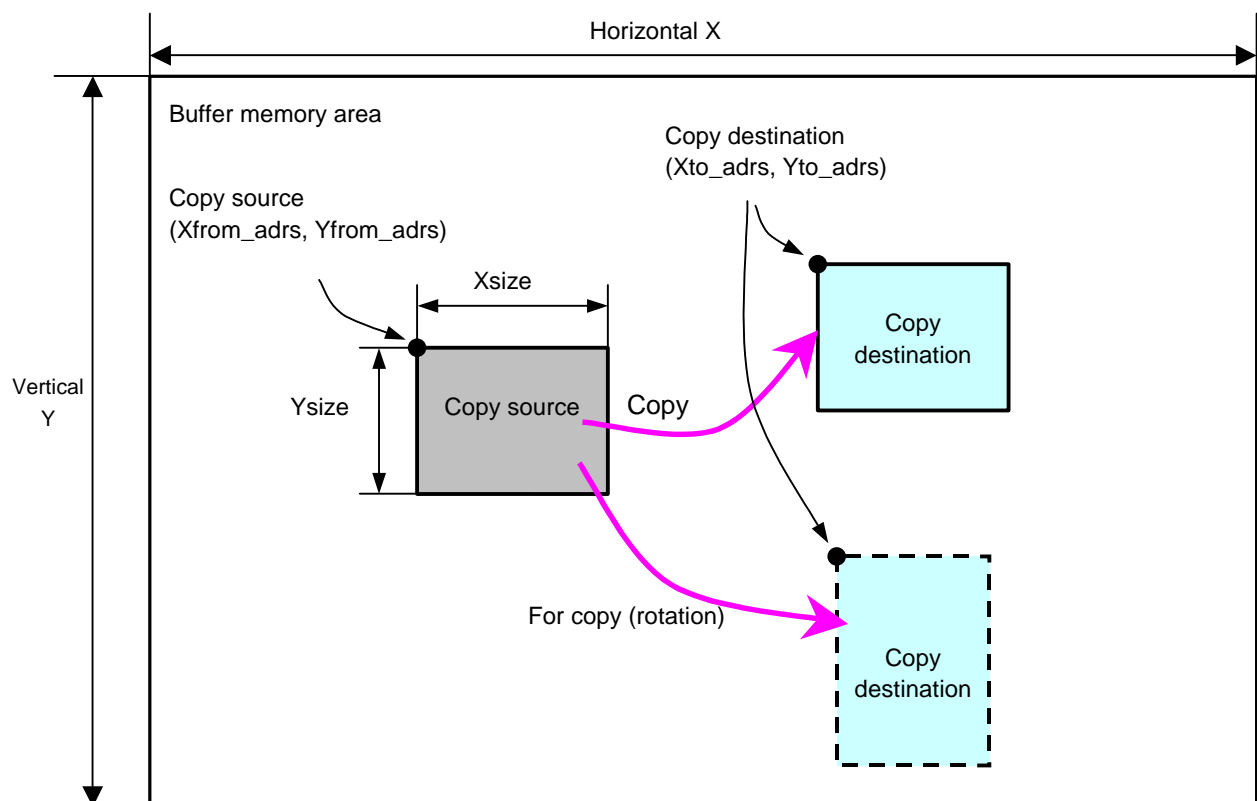 Horizontal X
Buffer memory area
Copy destination
(Xto_adrs, Yto_adrs)
Copy source
(Xfrom_adrs, Yfrom_adrs)
Xsize
Copy
destination
Vertical
Y
Ysize
Copy source
Copy
For copy (rotation)
Copy
destination